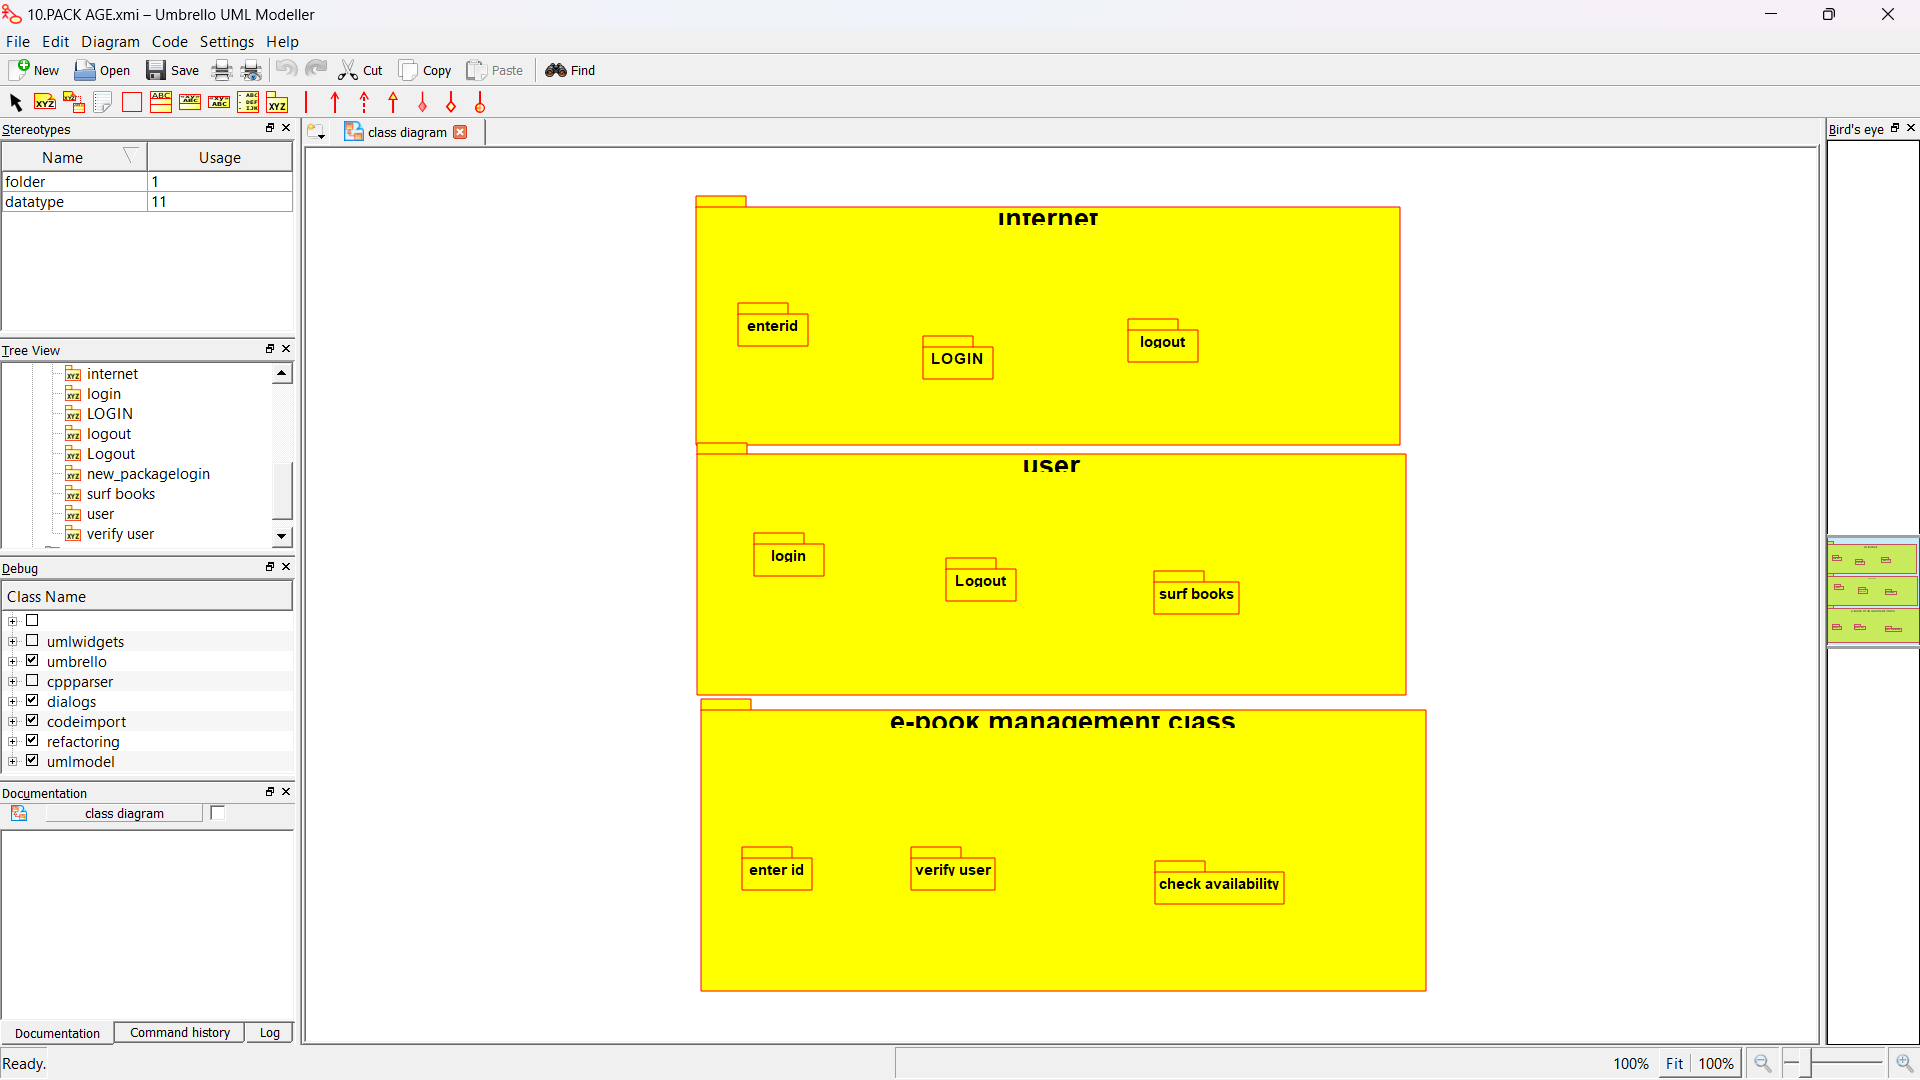 10.PACK AGE.xmi – Umbrello UML Modeller
File Edit Diagram Code Settings Help
New Open Save Cut Copy Paste Find
Stereotypes
Name Usage
folder 1
datatype 11
Tree View
internet
login
LOGIN
logout
Logout
new_packagelogin
surf books
user
verify user
Debug
Class Name
umlwidgets
umbrello
cppparser
dialogs
codeimport
refactoring
umlmodel
Documentation
class diagram
Documentation Command history Log
class diagram
internet
enterid
LOGIN
logout
user
login
Logout
surf books
e-book management class
enter id
verify user
check availability
Bird's eye
Ready.
100% Fit 100%